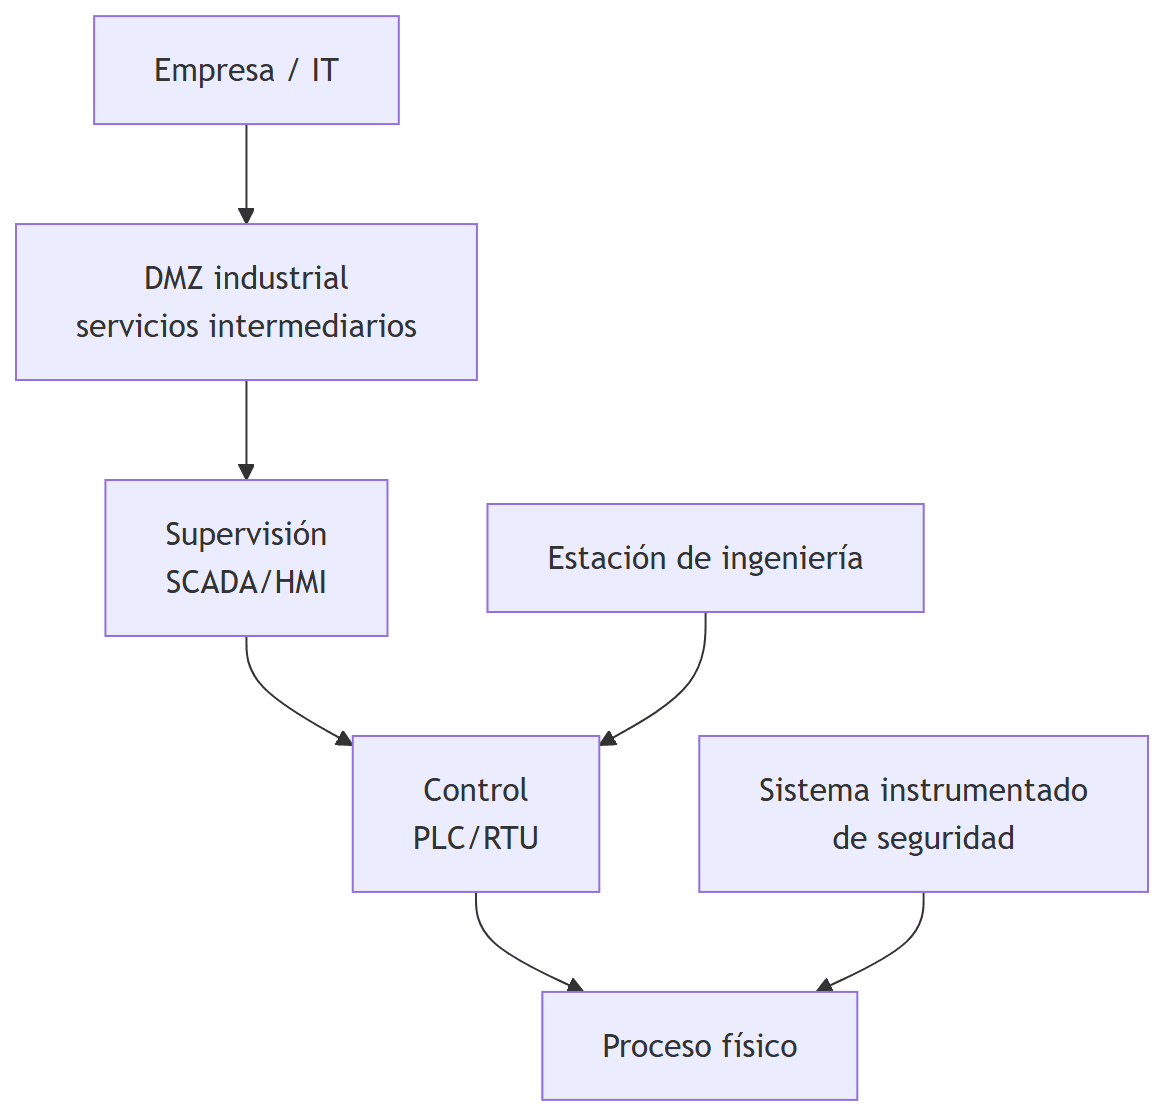 Empresa / IT
DMZ industrial
servicios intermediarios
Supervisión
SCADA/HMI
Estación de ingeniería
Control
PLC/RTU
Sistema instrumentado
de seguridad
Proceso físico